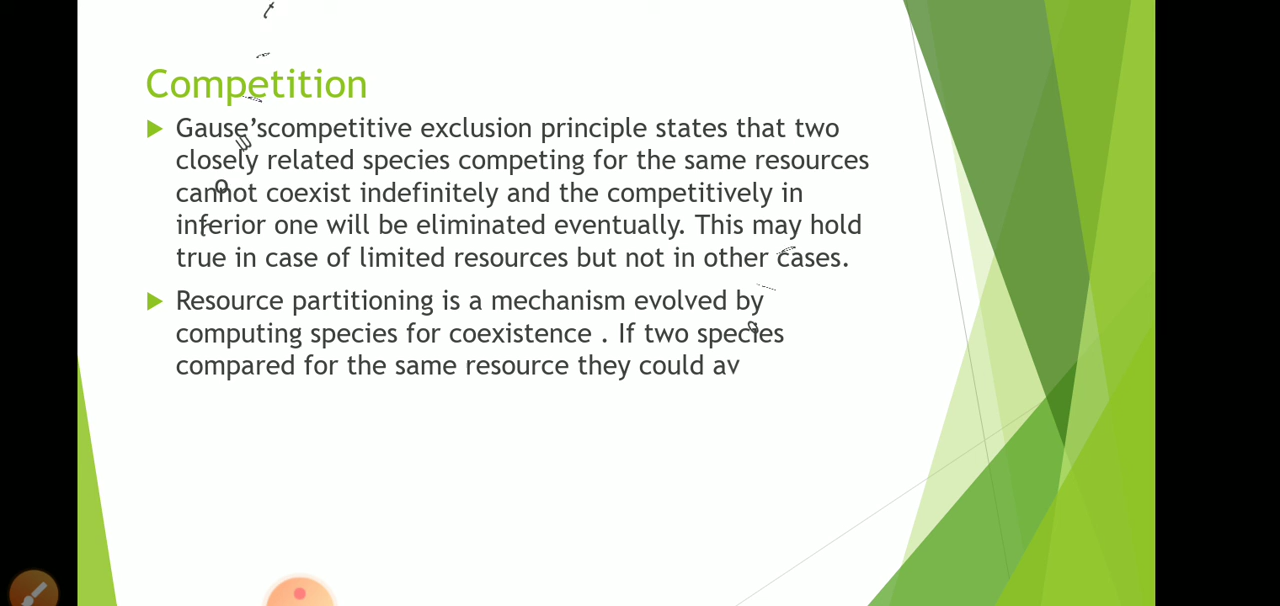 Competition
Gause'scompetitive exclusion principle states that two
closely related species competing for the same resources
cannot coexist indefinitely and the competitively in
inferior one will be eliminated eventually. This may hold
true in case of limited resources but not in other cases.
Resource partitioning is a mechanism evolved by
computing species for coexistence . If two species
compared for the same resource they could av